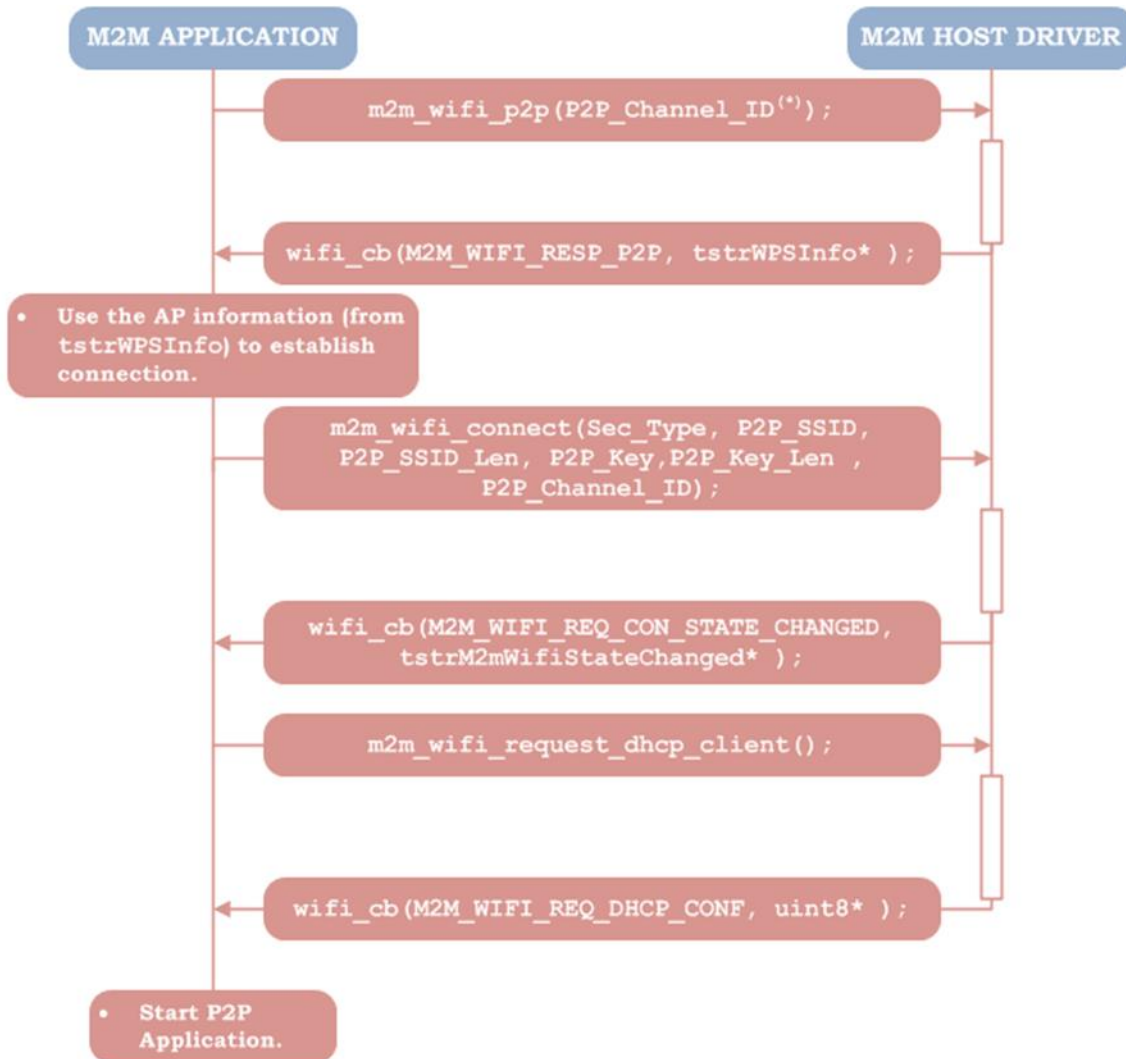 M2M APPLICATION
M2M HOST DRIVER
m2m_wifi_p2p(P2P_Channel_ID(*));
wifi_cb(M2M_WIFI_RESP_P2P, tstrWPSInfo* );
• Use the AP information (from
tstrWPSInfo) to establish
connection.
m2m_wifi_connect(Sec_Type, P2P_SSID,
P2P_SSID_Len, P2P_Key,P2P_Key_Len ,
P2P_Channel_ID);
wifi_cb(M2M_WIFI_REQ_CON_STATE_CHANGED,
tstrM2mWifiStateChanged* );
m2m_wifi_request_dhcp_client();
wifi_cb(M2M_WIFI_REQ_DHCP_CONF, uint8* );
• Start P2P
Application.